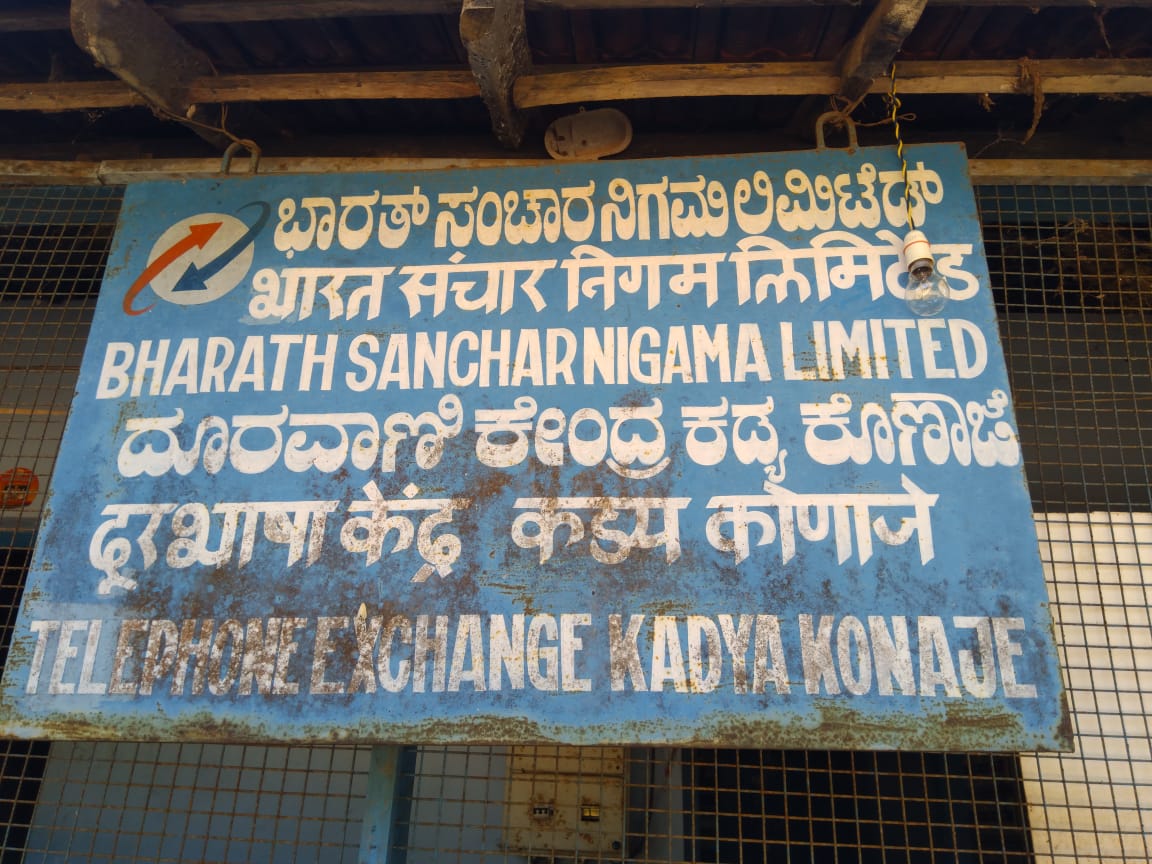 ಭಾರತ್ ಸಂಚಾರ ನಿಗಮ ಲಿಮಿಟೆಡ್
भारत संचार निगम लिमिटेड
BHARATH SANCHAR NIGAMA LIMITED
ದೂರವಾಣಿ ಕೇಂದ್ರ ಕಡ್ಯ ಕೊಣಾಜೆ
दूरभाषा केंद्र कड्य कोणाजे
TELEPHONE EXCHANGE KADYA KONAJE